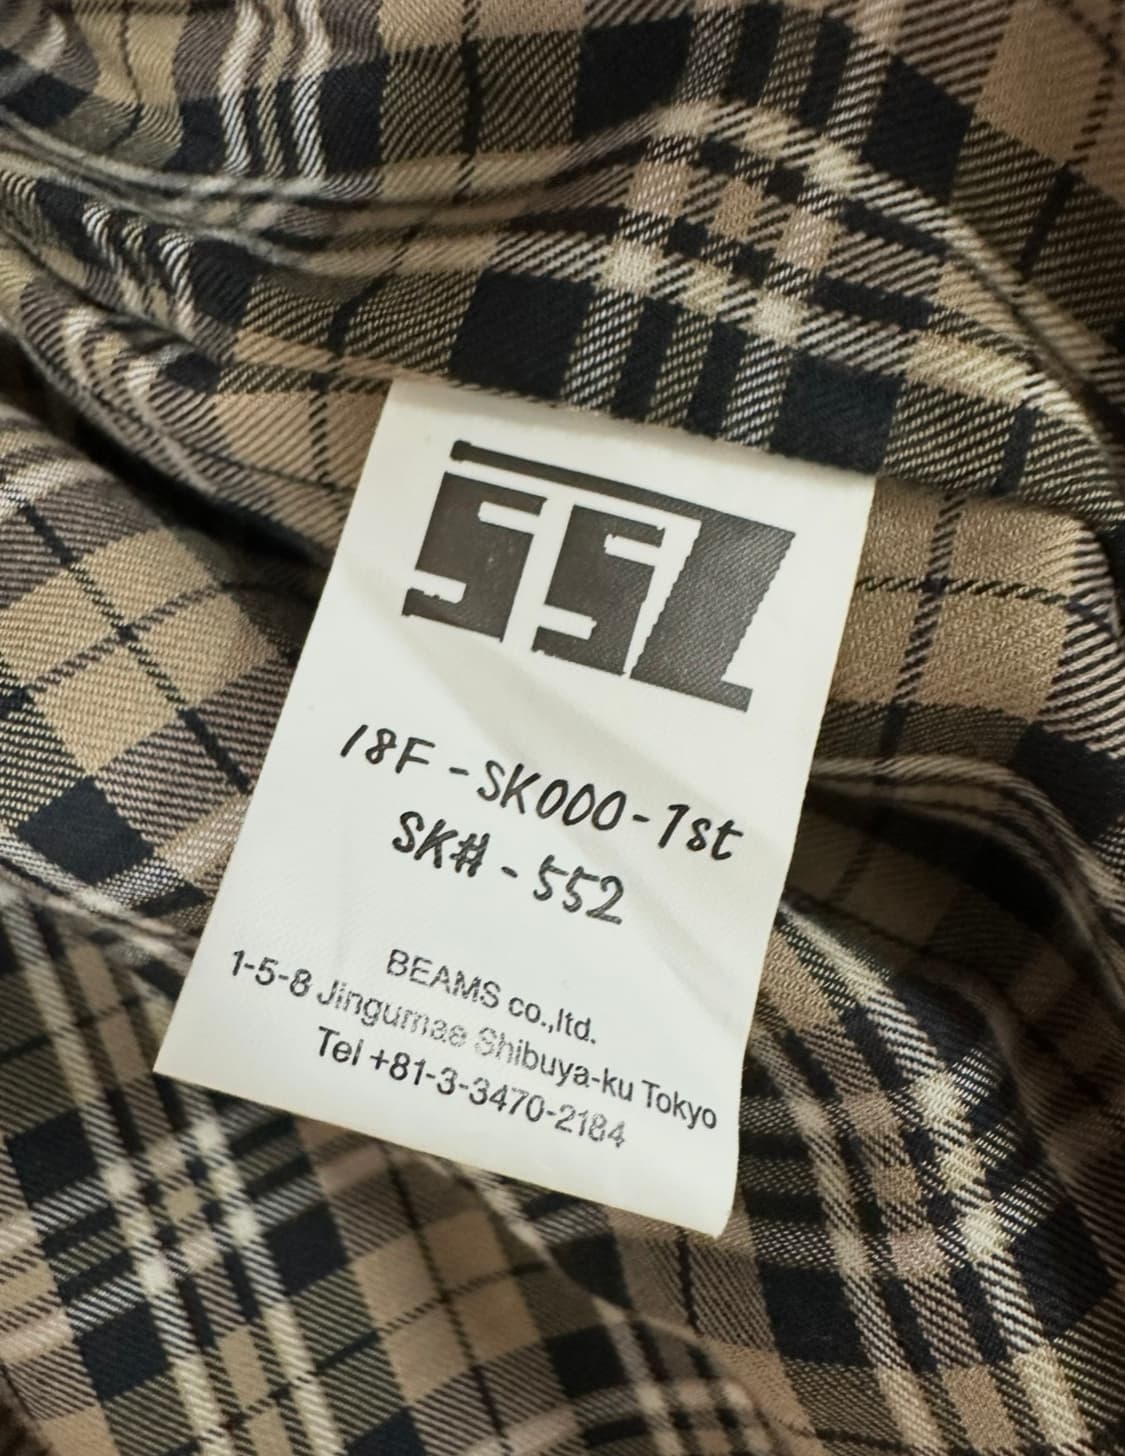 SSZ
18F-SK000-1st
SK#-552
BEAMS co.,ltd.
1-5-8 Jingumae Shibuya-ku Tokyo
Tel +81-3-3470-2184